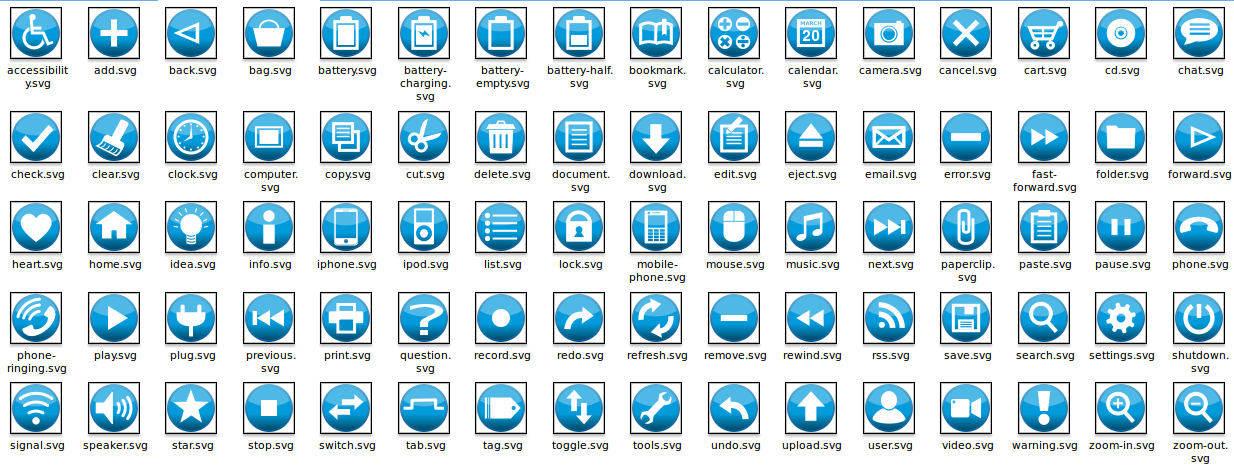 accessibilit
y.svg
add.svg
back.svg
bag.svg
battery.svg
battery-
charging.
svg
battery-
empty.svg
battery-half.
svg
bookmark.
svg
calculator.
svg
MARCH
20
calendar.
svg
camera.svg
cancel.svg
cart.svg
cd.svg
chat.svg
check.svg
clear.svg
clock.svg
computer.
svg
copy.svg
cut.svg
delete.svg
document.
svg
download.
svg
edit.svg
eject.svg
email.svg
error.svg
fast-
forward.svg
folder.svg
forward.svg
heart.svg
home.svg
idea.svg
info.svg
iphone.svg
ipod.svg
list.svg
lock.svg
mobile-
phone.svg
mouse.svg
music.svg
next.svg
paperclip.
svg
paste.svg
pause.svg
phone.svg
phone-
ringing.svg
play.svg
plug.svg
previous.
svg
print.svg
question.
svg
record.svg
redo.svg
refresh.svg
remove.svg
rewind.svg
rss.svg
save.svg
search.svg
settings.svg
shutdown.
svg
signal.svg
speaker.svg
star.svg
stop.svg
switch.svg
tab.svg
tag.svg
toggle.svg
tools.svg
undo.svg
upload.svg
user.svg
video.svg
warning.svg
zoom-in.svg
zoom-out.
svg